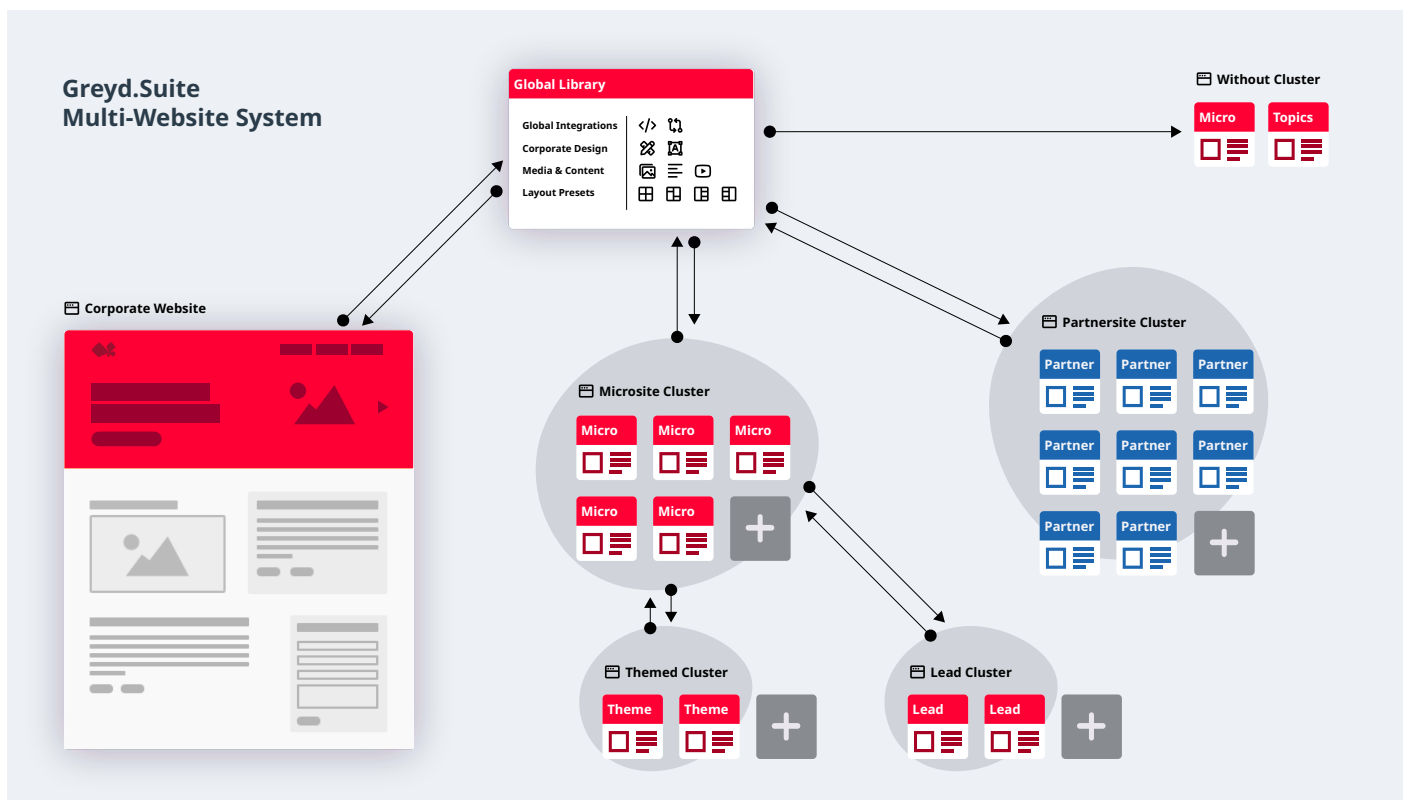 Greyd.Suite
Multi-Website System
Global Library
Global Integrations
Corporate Design
Media & Content
Layout Presets
Without Cluster
Micro
Topics
Corporate Website
Microsite Cluster
Micro
Micro
Micro
Micro
Micro
Partnersite Cluster
Partner
Partner
Partner
Partner
Partner
Partner
Partner
Partner
Themed Cluster
Theme
Theme
Lead Cluster
Lead
Lead